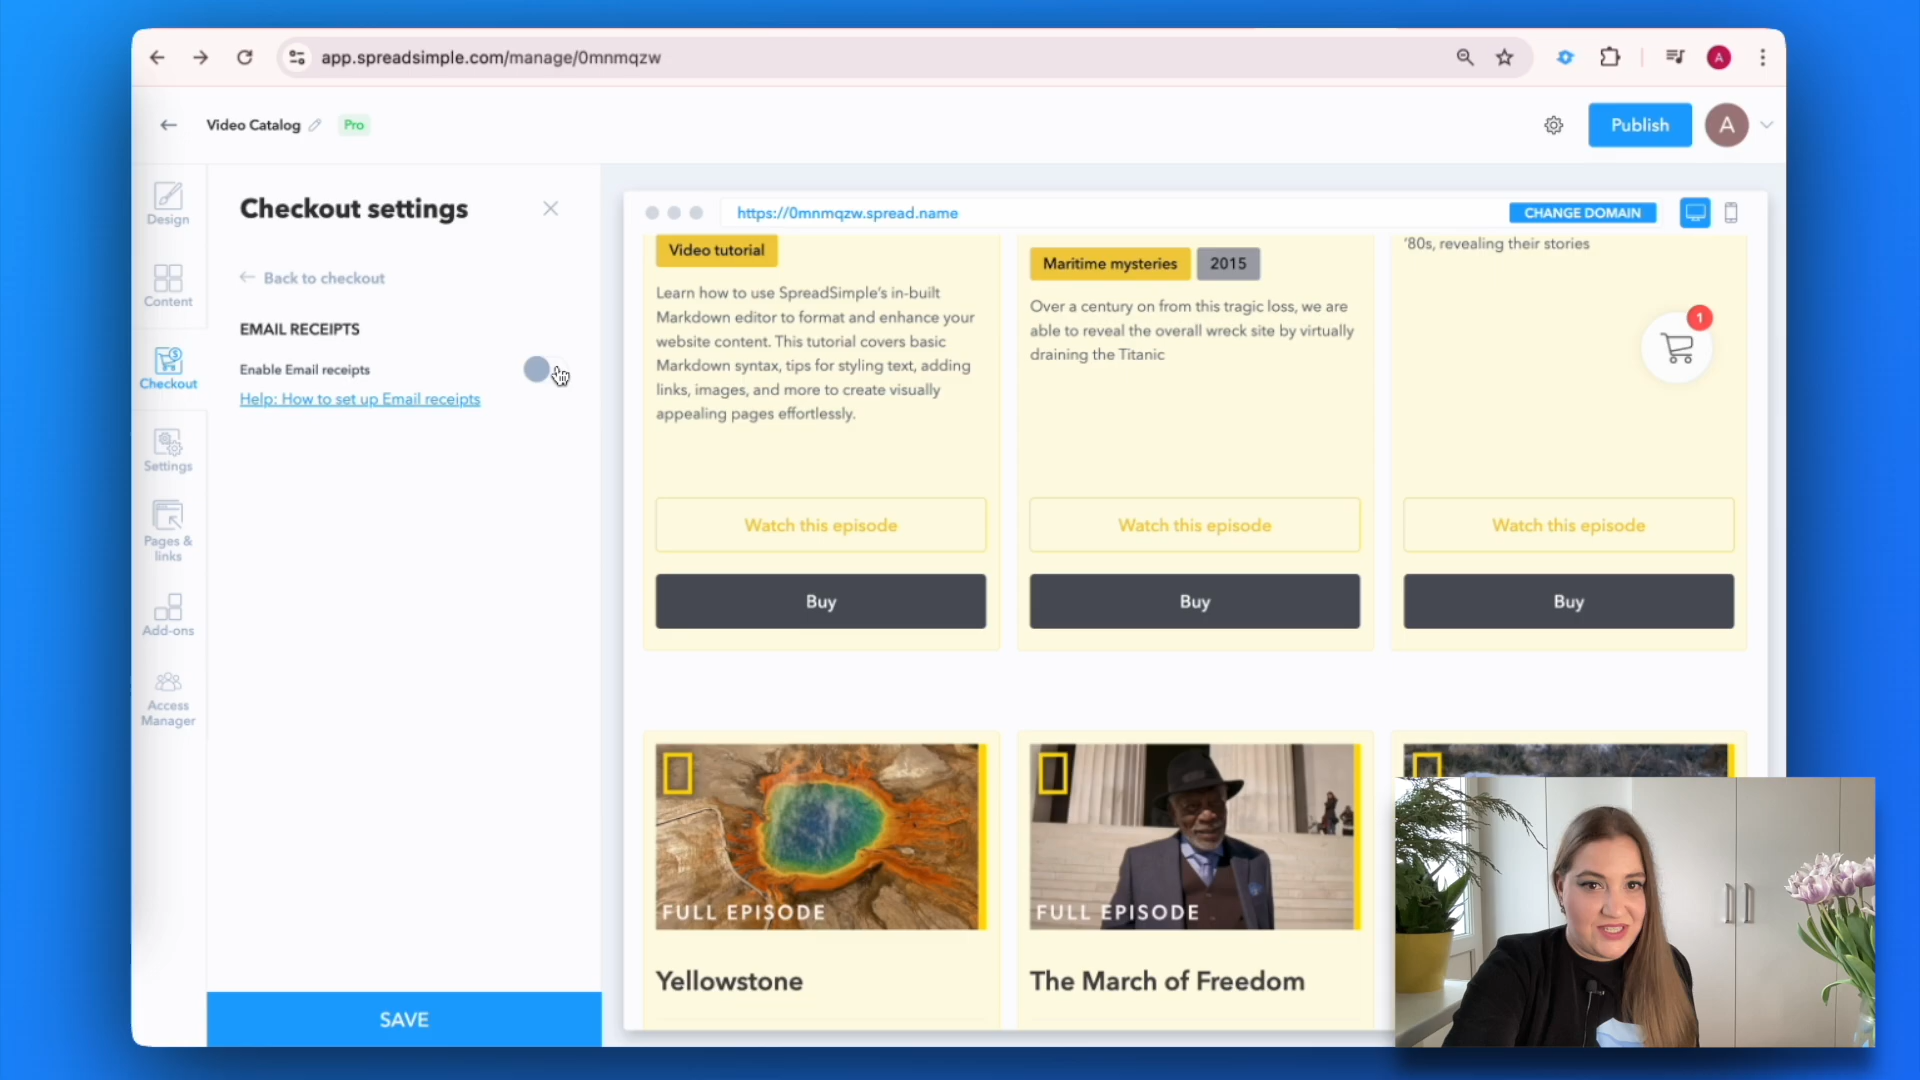 app.spreadsimple.com/manage/0mnmqzw
A
Video Catalog
Pro
Publish
A
Design
Content
Checkout
Settings
Pages &
links
Add-ons
Access
Manager
Checkout settings
Back to checkout
EMAIL RECEIPTS
Enable Email receipts
Help: How to set up Email receipts
SAVE
https://0mnmqzw.spread.name
CHANGE DOMAIN
Video tutorial
Learn how to use SpreadSimple's in-built
Markdown editor to format and enhance your
website content. This tutorial covers basic
Markdown syntax, tips for styling text, adding
links, images, and more to create visually
appealing pages effortlessly.
Watch this episode
Buy
Maritime mysteries
2015
Over a century on from this tragic loss, we are
able to reveal the overall wreck site by virtually
draining the Titanic
Watch this episode
Buy
'80s, revealing their stories
1
Watch this episode
Buy
FULL EPISODE
Yellowstone
FULL EPISODE
The March of Freedom